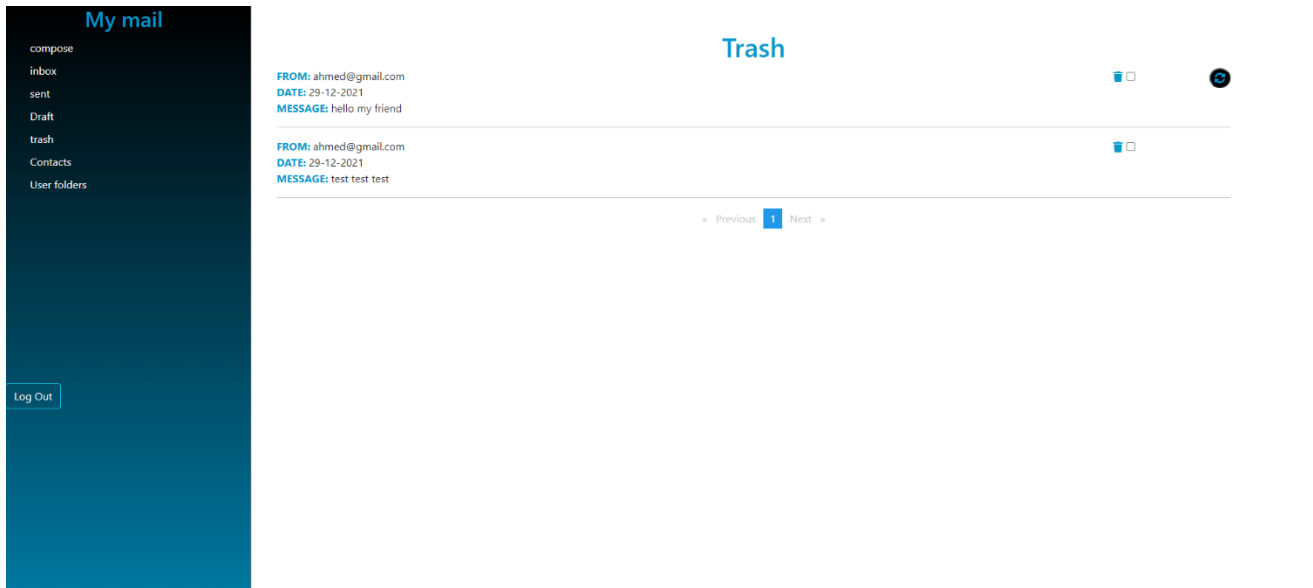 My mail
compose
inbox
sent
Draft
trash
Contacts
User folders
Log Out
Trash
FROM: ahmed@gmail.com
DATE: 29-12-2021
MESSAGE: hello my friend
FROM: ahmed@gmail.com
DATE: 29-12-2021
MESSAGE: test test test
« Previous 1 Next »